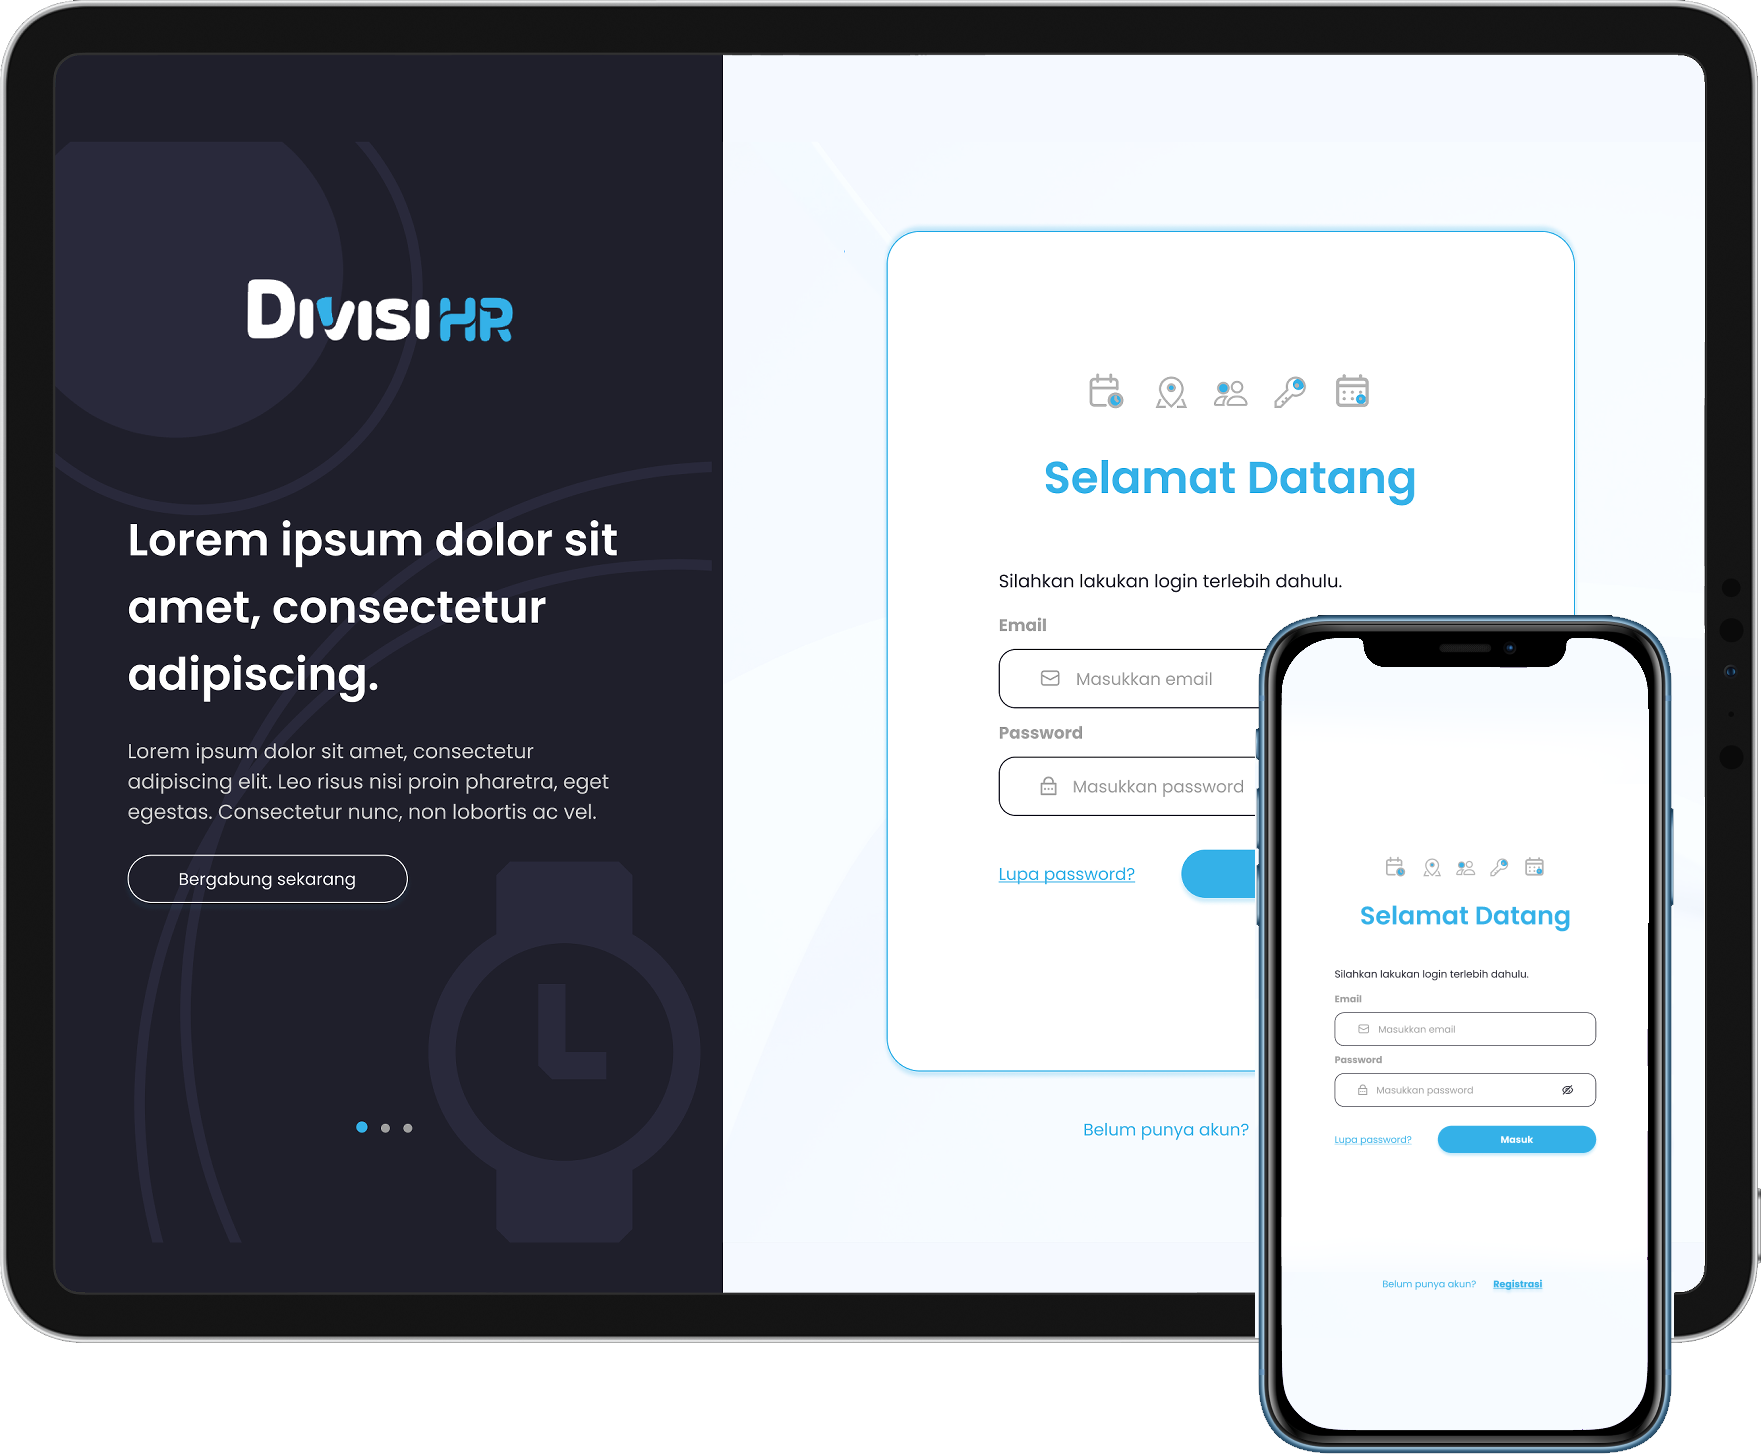 DIVISI HR
Lorem ipsum dolor sit
amet, consectetur
adipiscing.
Lorem ipsum dolor sit amet, consectetur
adipiscing elit. Leo risus nisi proin pharetra, eget
egestas. Consectetur nunc, non lobortis ac vel.
Bergabung sekarang
Selamat Datang
Silahkan lakukan login terlebih dahulu.
Email
Masukkan email
Password
Masukkan password
Lupa password?
Belum punya akun?
Selamat Datang
Silahkan lakukan login terlebih dahulu.
Email
Masukkan email
Password
Masukkan password
Lupa password? Masuk
Belum punya akun? Registrasi